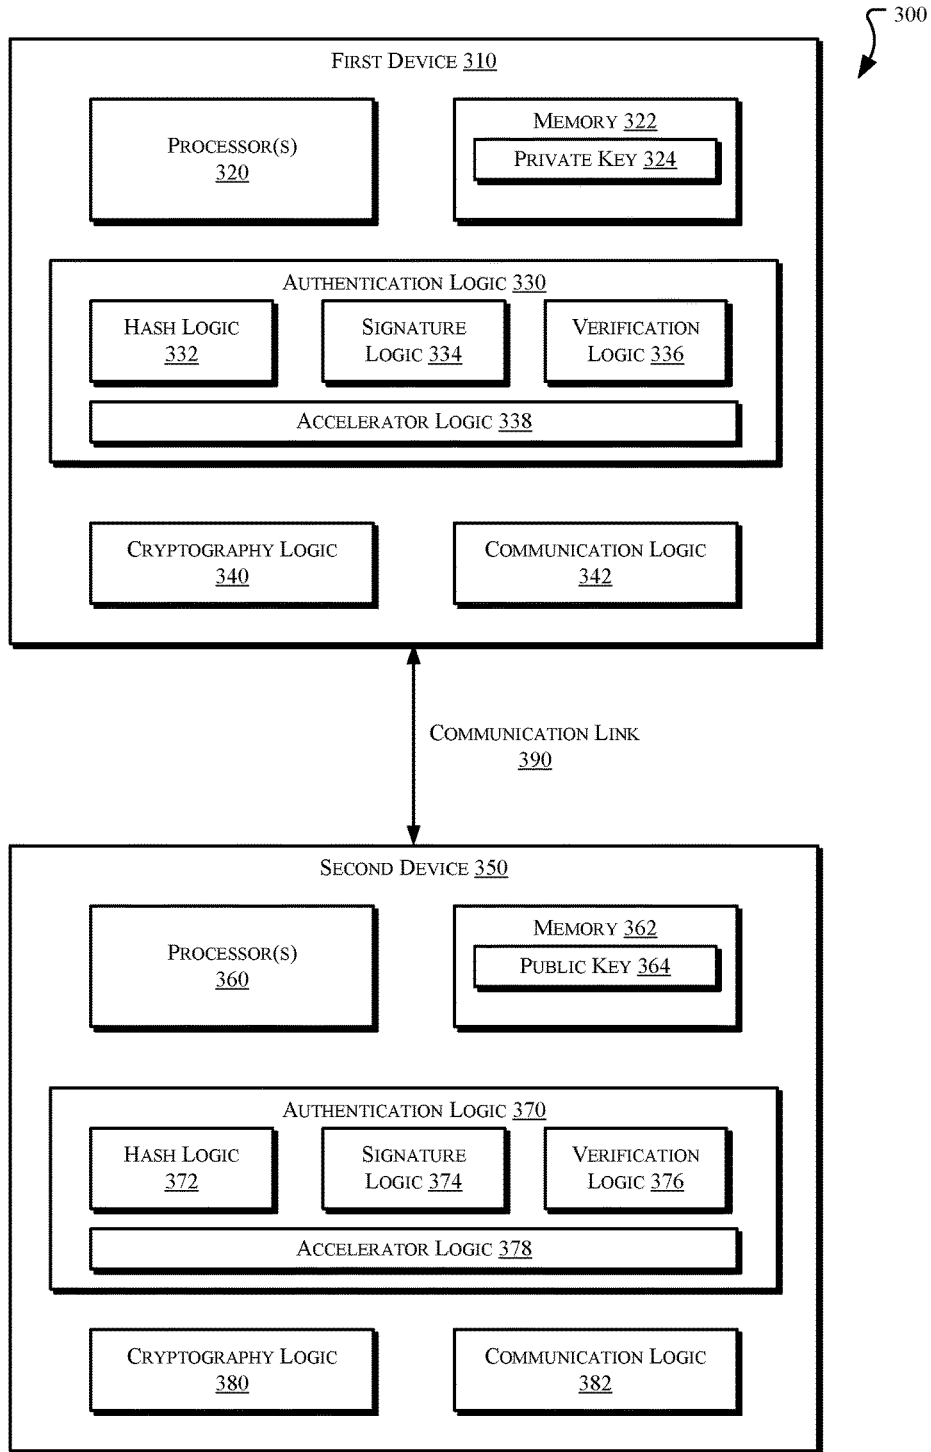 300
FIRST DEVICE 310
PROCESSOR(S)
320
MEMORY 322
PRIVATE KEY 324
AUTHENTICATION LOGIC 330
HASH LOGIC
332
SIGNATURE
LOGIC 334
VERIFICATION
LOGIC 336
ACCELERATOR LOGIC 338
CRYPTOGRAPHY LOGIC
340
COMMUNICATION LOGIC
342
COMMUNICATION LINK
390
SECOND DEVICE 350
PROCESSOR(S)
360
MEMORY 362
PUBLIC KEY 364
AUTHENTICATION LOGIC 370
HASH LOGIC
372
SIGNATURE
LOGIC 374
VERIFICATION
LOGIC 376
ACCELERATOR LOGIC 378
CRYPTOGRAPHY LOGIC
380
COMMUNICATION LOGIC
382